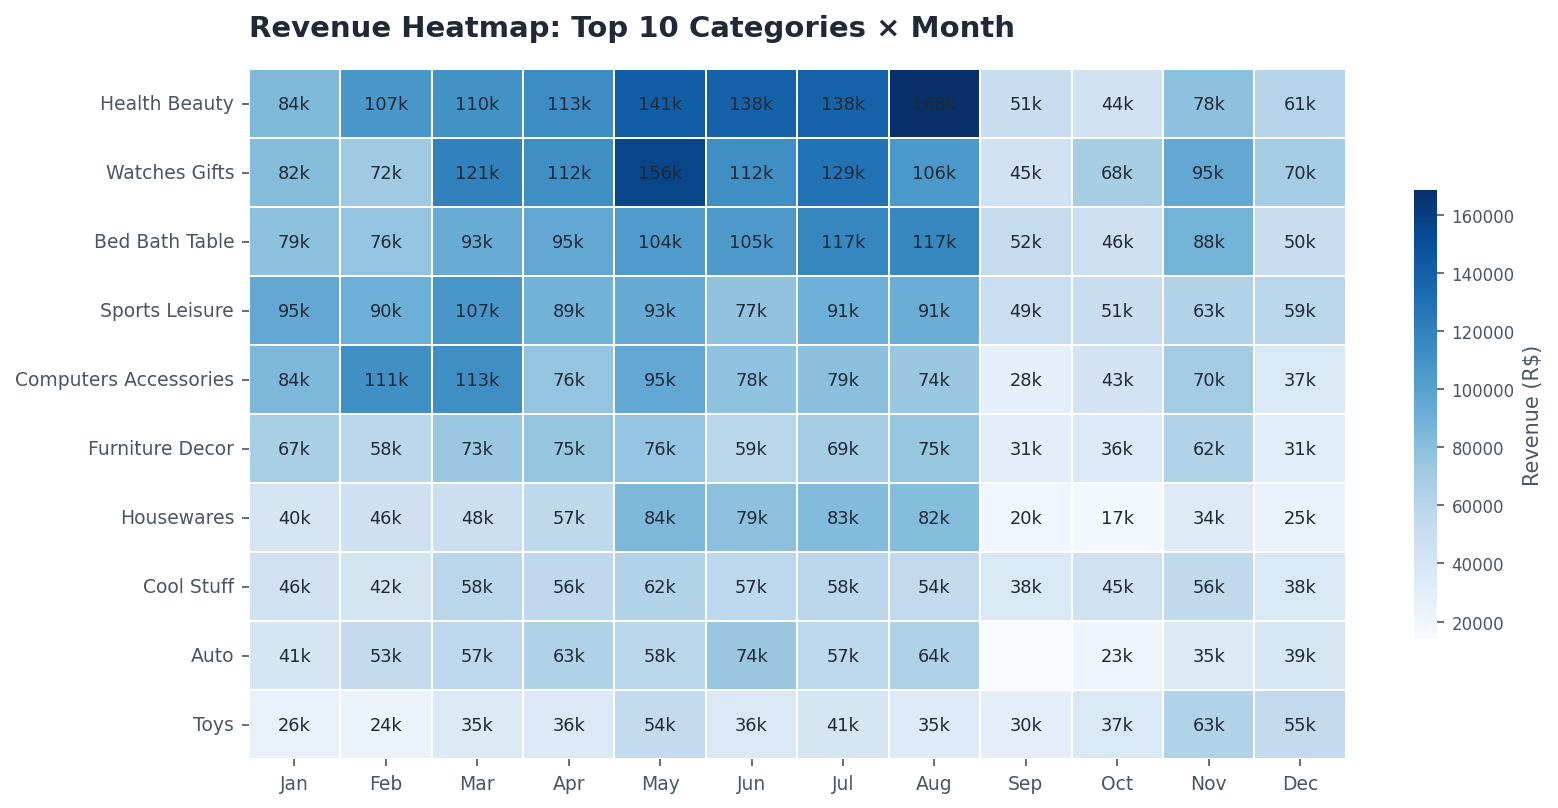 Revenue Heatmap: Top 10 Categories × Month
Health Beauty 84k 107k 110k 113k 141k 138k 138k 168k 51k 44k 78k 61k
Watches Gifts 82k 72k 121k 112k 156k 112k 129k 106k 45k 68k 95k 70k
Bed Bath Table 79k 76k 93k 95k 104k 105k 117k 117k 52k 46k 88k 50k
Sports Leisure 95k 90k 107k 89k 93k 77k 91k 91k 49k 51k 63k 59k
Computers Accessories 84k 111k 113k 76k 95k 78k 79k 74k 28k 43k 70k 37k
Furniture Decor 67k 58k 73k 75k 76k 59k 69k 75k 31k 36k 62k 31k
Housewares 40k 46k 48k 57k 84k 79k 83k 82k 20k 17k 34k 25k
Cool Stuff 46k 42k 58k 56k 62k 57k 58k 54k 38k 45k 56k 38k
Auto 41k 53k 57k 63k 58k 74k 57k 64k 23k 35k 39k
Toys 26k 24k 35k 36k 54k 36k 41k 35k 30k 37k 63k 55k
Jan Feb Mar Apr May Jun Jul Aug Sep Oct Nov Dec
160000
140000
120000
100000
80000
60000
40000
20000
Revenue (R$)